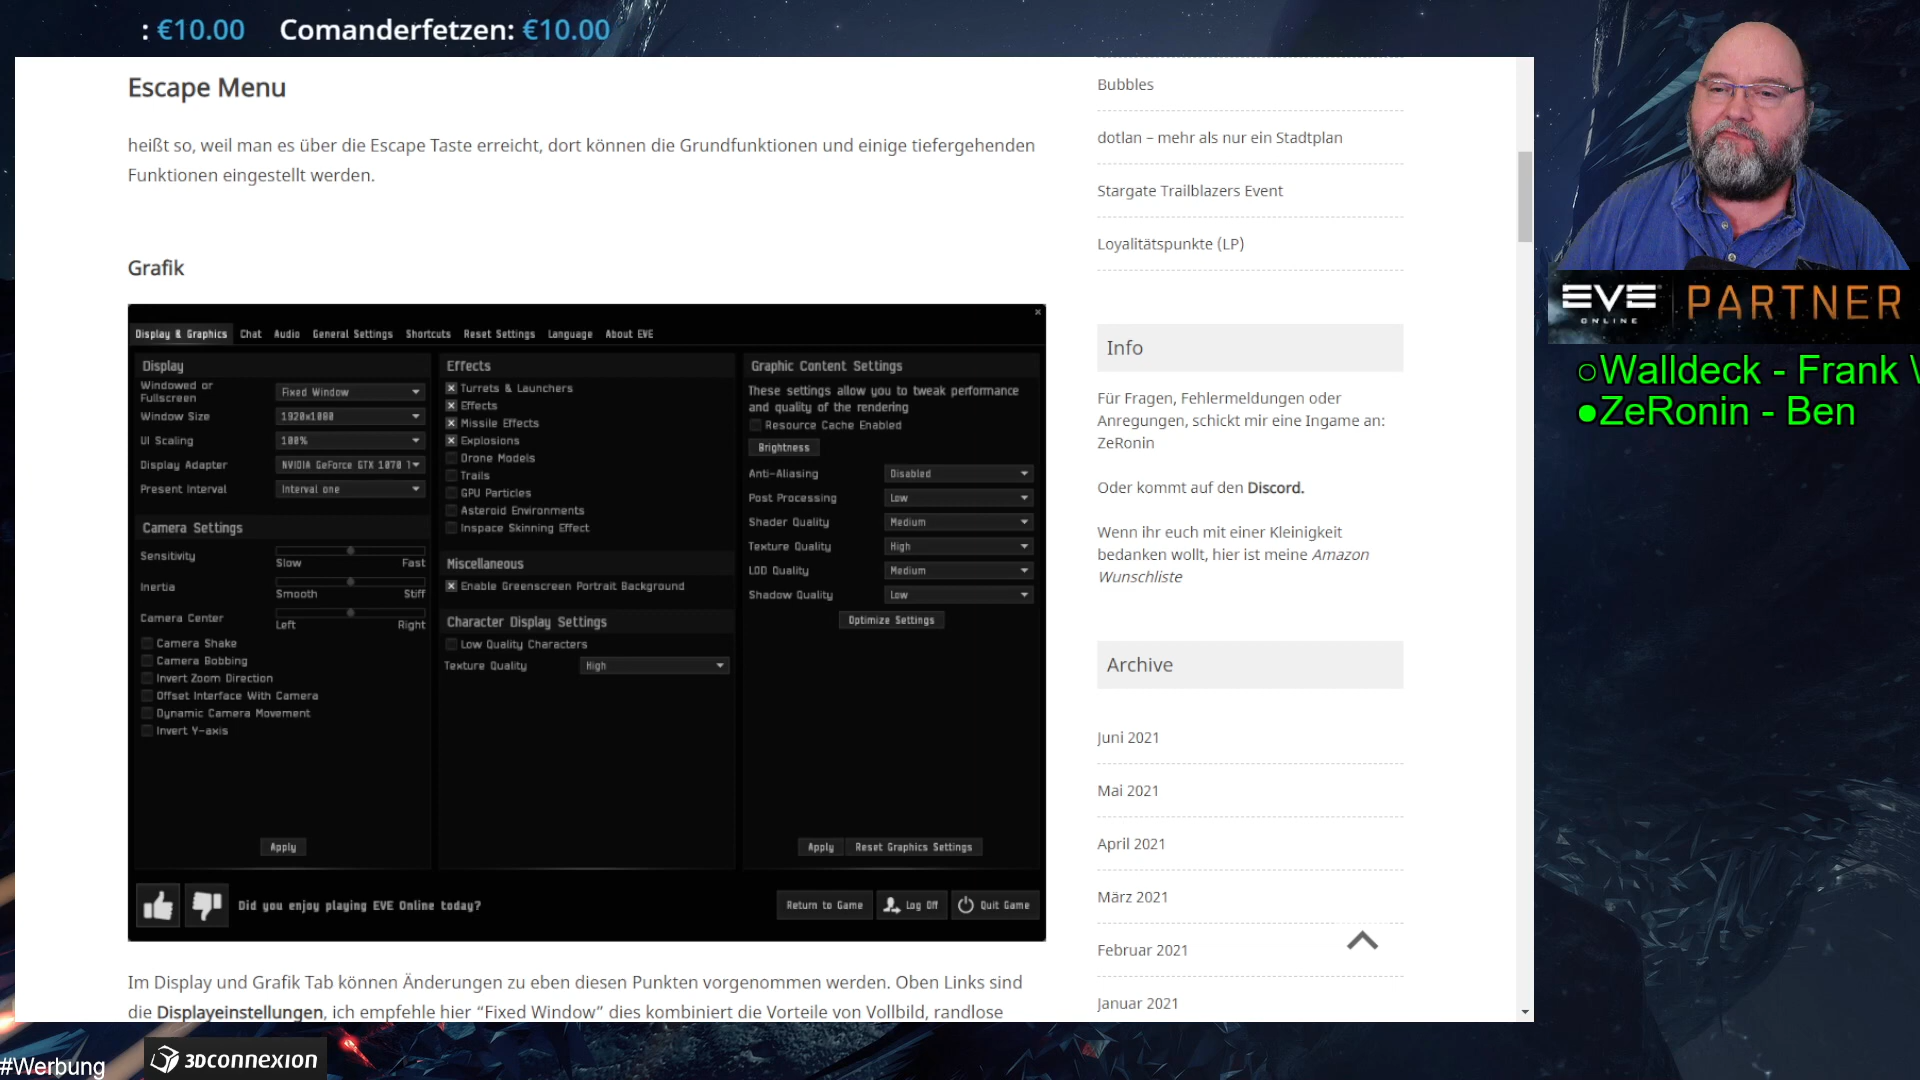 : €10.00 Comanderfetzen: €10.00
Escape Menu
heißt so, weil man es über die Escape Taste erreicht, dort können die Grundfunktionen und einige tiefergehenden
Funktionen eingestellt werden.
Grafik
Display & Graphics Chat Audio General Settings Shortcuts Reset Settings Language About EVE
Display
Windowed or
Fullscreen
Fixed Window
Window Size 1920x1080
UI Scaling 100%
Display Adapter NVIDIA GeForce GTX 1070 T
Present Interval Interval one
Camera Settings
Sensitivity
Slow Fast
Inertia
Smooth Stiff
Camera Center
Left Right
Camera Shake
Camera Bobbing
Invert Zoom Direction
Offset Interface With Camera
Dynamic Camera Movement
Invert Y-axis
Apply
Effects
Turrets & Launchers
Effects
Missile Effects
Explosions
Drone Models
Trails
GPU Particles
Asteroid Environments
Inspace Skinning Effect
Miscellaneous
Enable Greenscreen Portrait Background
Character Display Settings
Low Quality Characters
Texture Quality High
Graphic Content Settings
These settings allow you to tweak performance
and quality of the rendering
Resource Cache Enabled
Brightness
Anti-Aliasing Disabled
Post Processing Low
Shader Quality Medium
Texture Quality High
LOD Quality Medium
Shadow Quality Low
Optimize Settings
Apply Reset Graphics Settings
Did you enjoy playing EVE Online today?
Return to Game Log Off Quit Game
Im Display und Grafik Tab können Änderungen zu eben diesen Punkten vorgenommen werden. Oben Links sind
die Displayeinstellungen, ich empfehle hier “Fixed Window” dies kombiniert die Vorteile von Vollbild, randlose
Bubbles
dotlan – mehr als nur ein Stadtplan
Stargate Trailblazers Event
Loyalitätspunkte (LP)
Info
Für Fragen, Fehlermeldungen oder
Anregungen, schickt mir eine Ingame an:
ZeRonin
Oder kommt auf den Discord.
Wenn ihr euch mit einer Kleinigkeit
bedanken wollt, hier ist meine Amazon
Wunschliste
Archive
Juni 2021
Mai 2021
April 2021
März 2021
Februar 2021
Januar 2021
EVE
ONLINE
PARTNER
Walldeck - Frank
ZeRonin - Ben
#Werbung
3DCONNEXION